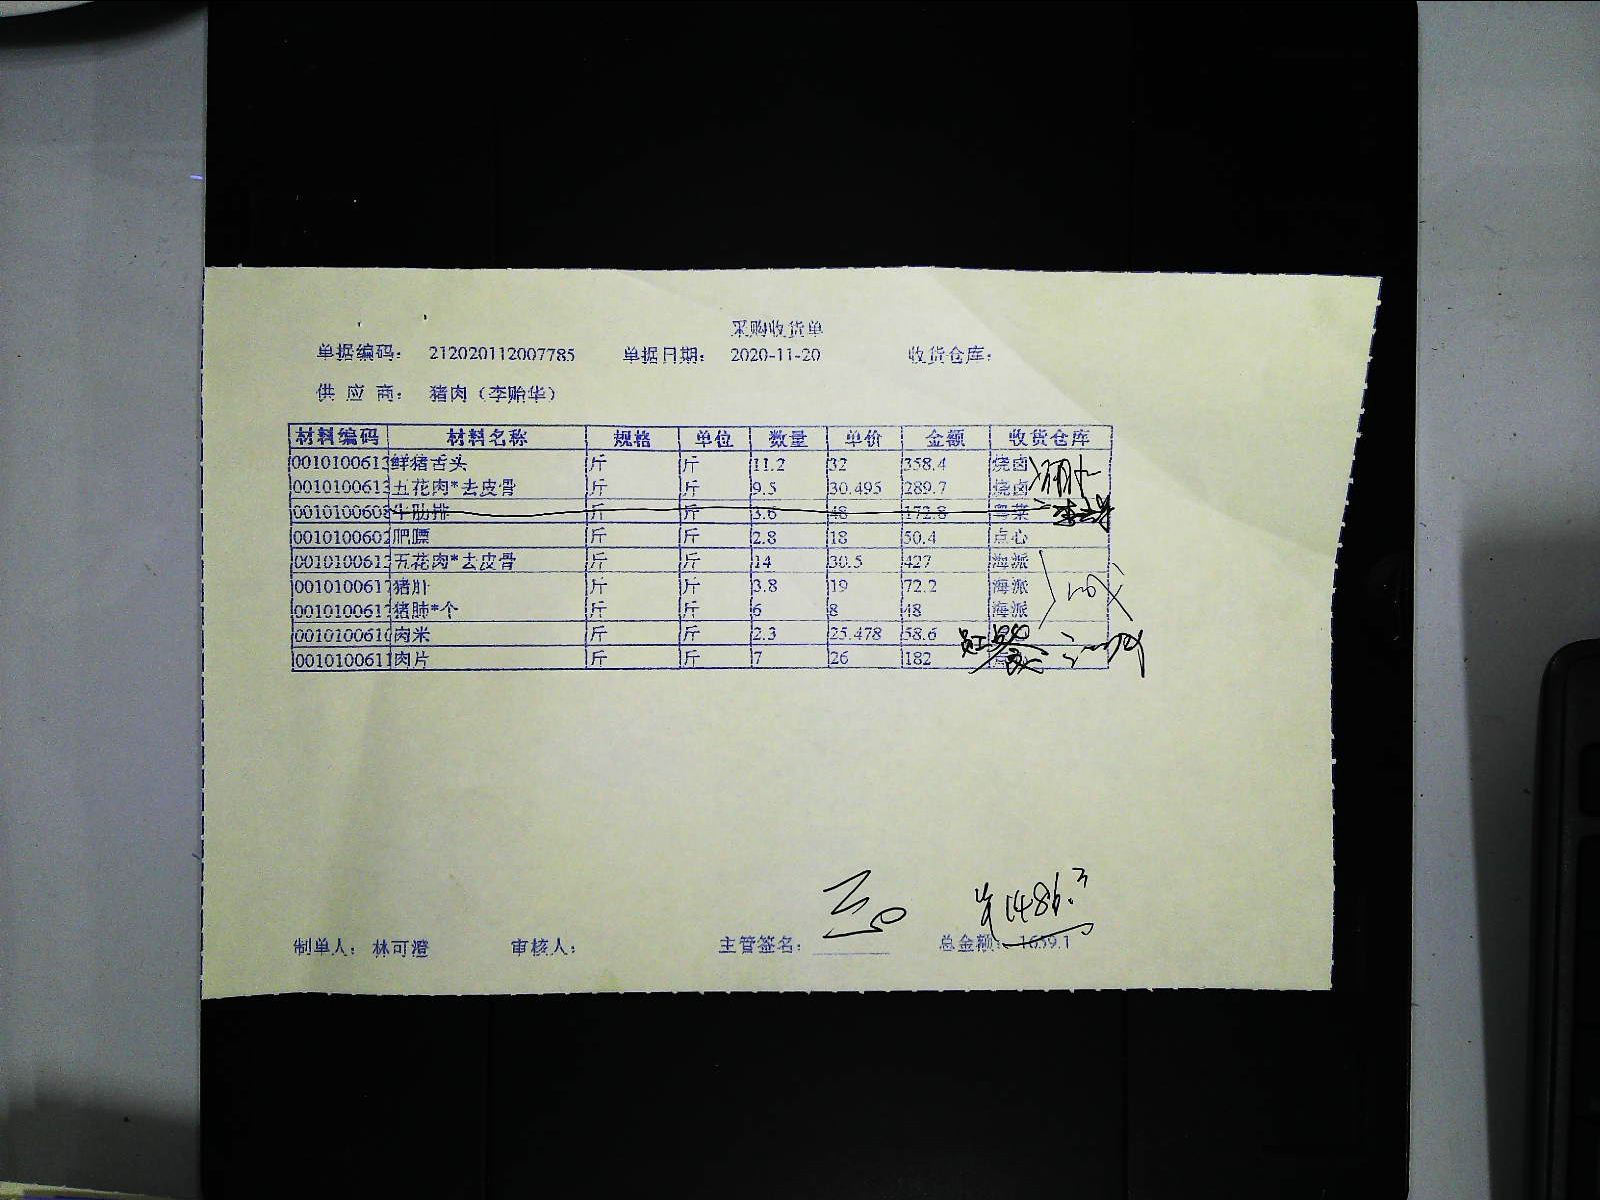 采购收货单
单据编码： 212020112007785 单据日期： 2020-11-20 收货仓库：
供 应 商： 猪肉（李贻华）
材料编码 材料名称 规格 单位 数量 单价 金额 收货仓库
0010100613 鲜猪舌头 斤 斤 11.2 32 358.4 烧卤
0010100613 五花肉*去皮骨 斤 斤 9.5 30.495 289.7 烧卤
0010100608 牛肋排 斤 斤 3.6 48 172.8 粤菜
0010100602 肥膘 斤 斤 2.8 18 50.4 点心
0010100613 五花肉*去皮骨 斤 斤 14 30.5 427 海派
001010061 猪肚 斤 斤 3.8 19 72.2 海派
001010061 猪肺*个 斤 斤 6 8 48 海派
0010100610 肉米 斤 斤 2.3 25.478 58.6
0010100611 肉片 斤 斤 7 26 182
员工餐
1486.3
制单人： 林可澄 审核人： 主管签名： 总金额： 1659.1